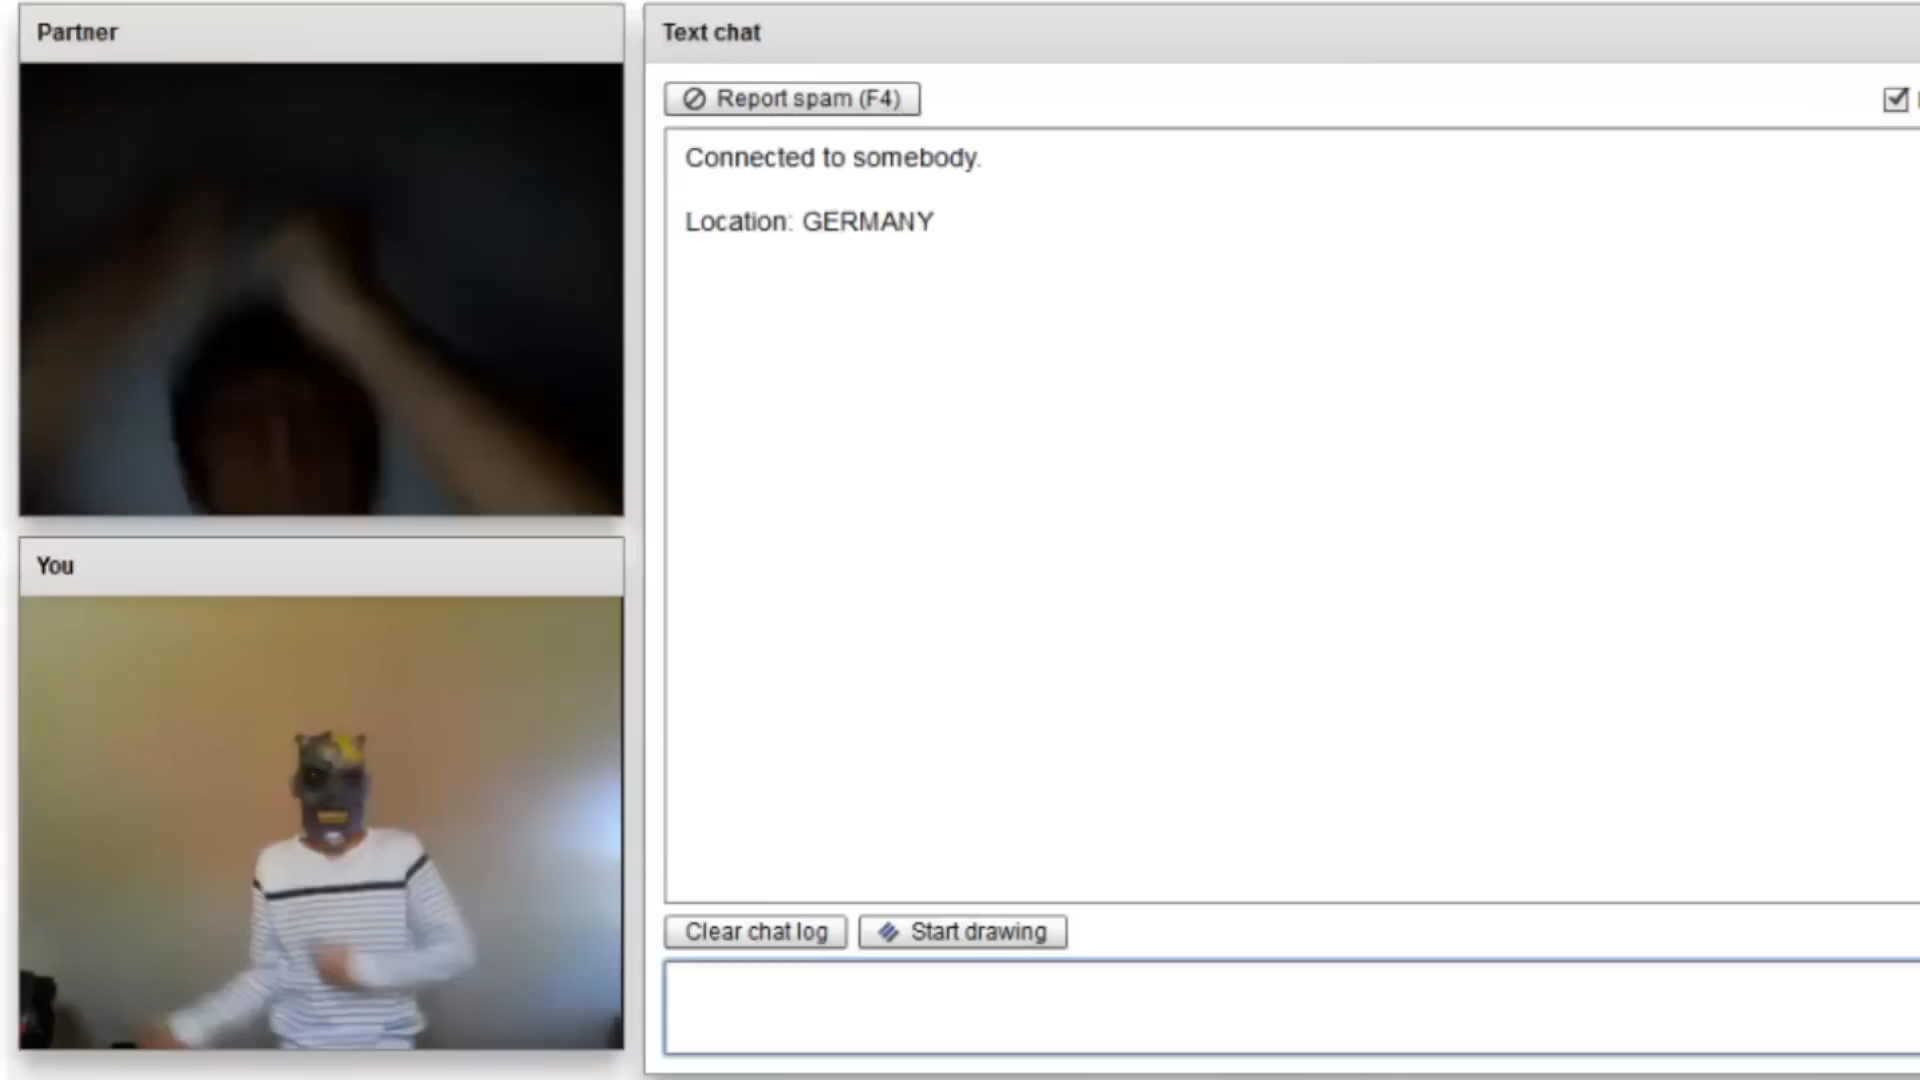 Partner
Text chat
Report spam (F4)
Connected to somebody.
Location: GERMANY
You
Clear chat log
Start drawing